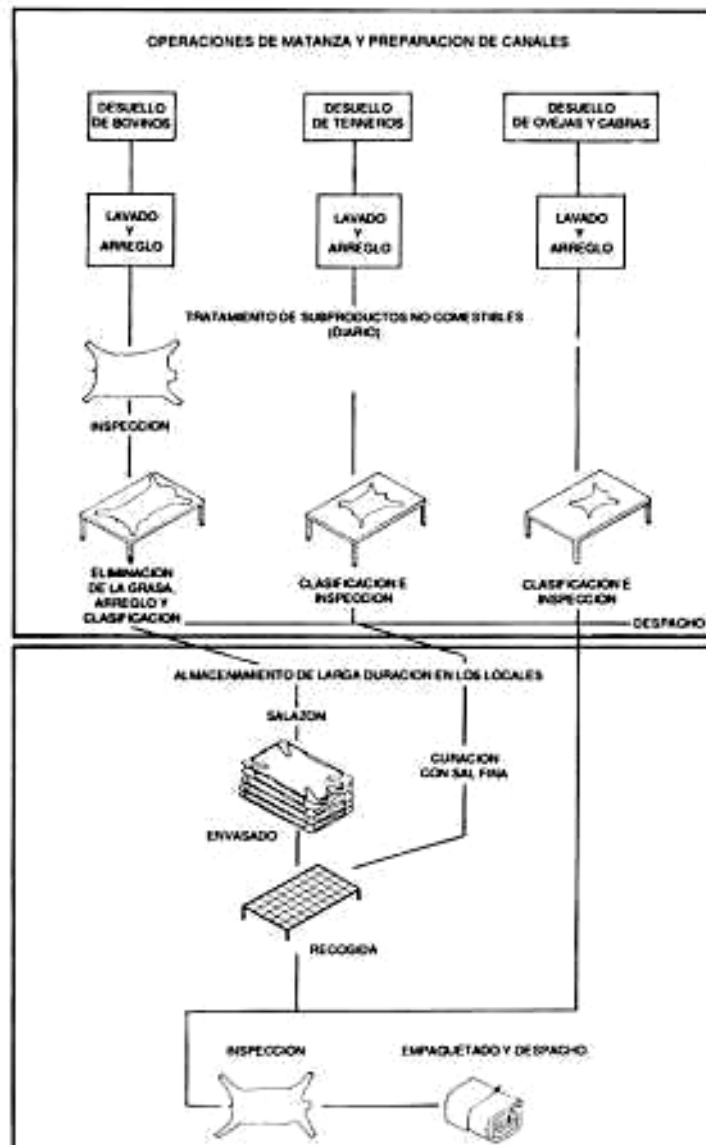 OPERACIONES DE MATANZA Y PREPARACION DE CANALES
DESUELLO
DE BOVINOS
DESUELLO
DE TERNEROS
DESUELLO
DE OVEJAS Y CABRAS
LAVADO
Y
ARREGLO
LAVADO
Y
ARREGLO
LAVADO
Y
ARREGLO
TRATAMIENTO DE SUBPRODUCTOS NO COMESTIBLES
(DIARIO)
INSPECCION
ELIMINACION
DE LA GRASA,
ARREGLO Y
CLASIFICACION
CLASIFICACION E
INSPECCION
CLASIFICACION E
INSPECCION
DESPACHO
ALMACENAMIENTO DE LARGA DURACION EN LOS LOCALES
SALAZON
CURACION
CON SAL FINA
ENVASADO
RECOGIDA
INSPECCION
EMPAQUETADO Y DESPACHO